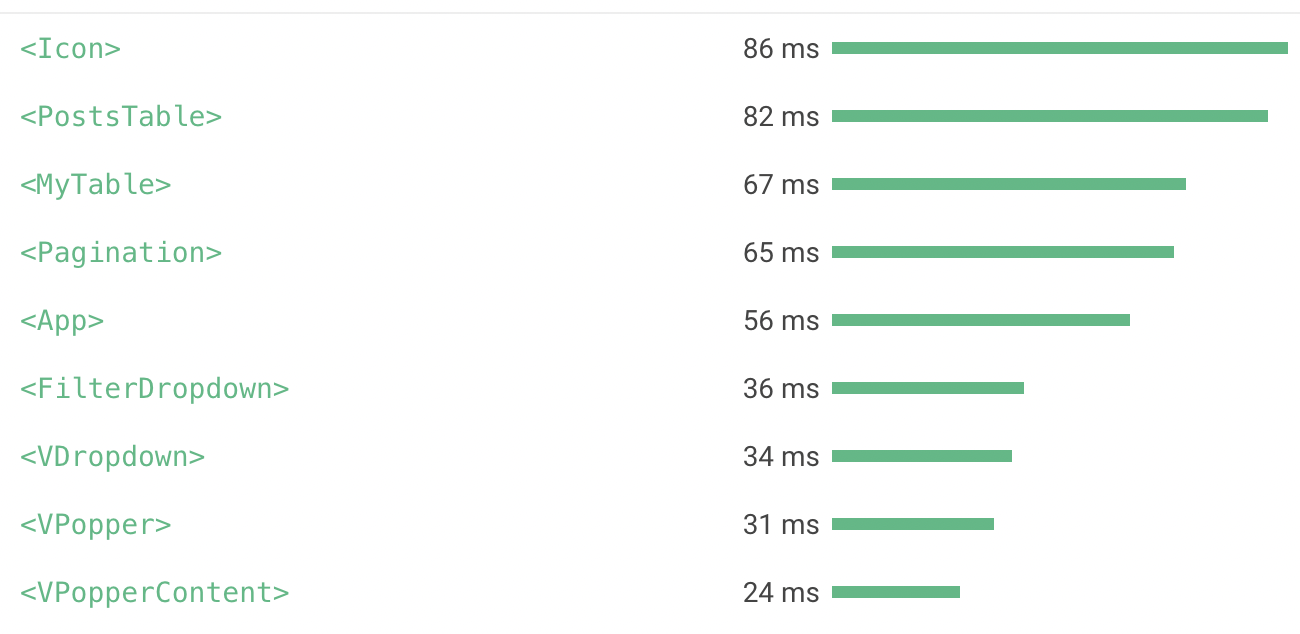 <Icon> 86 ms
<PostsTable> 82 ms
<MyTable> 67 ms
<Pagination> 65 ms
<App> 56 ms
<FilterDropdown> 36 ms
<VDropdown> 34 ms
<VPopper> 31 ms
<VPopperContent> 24 ms